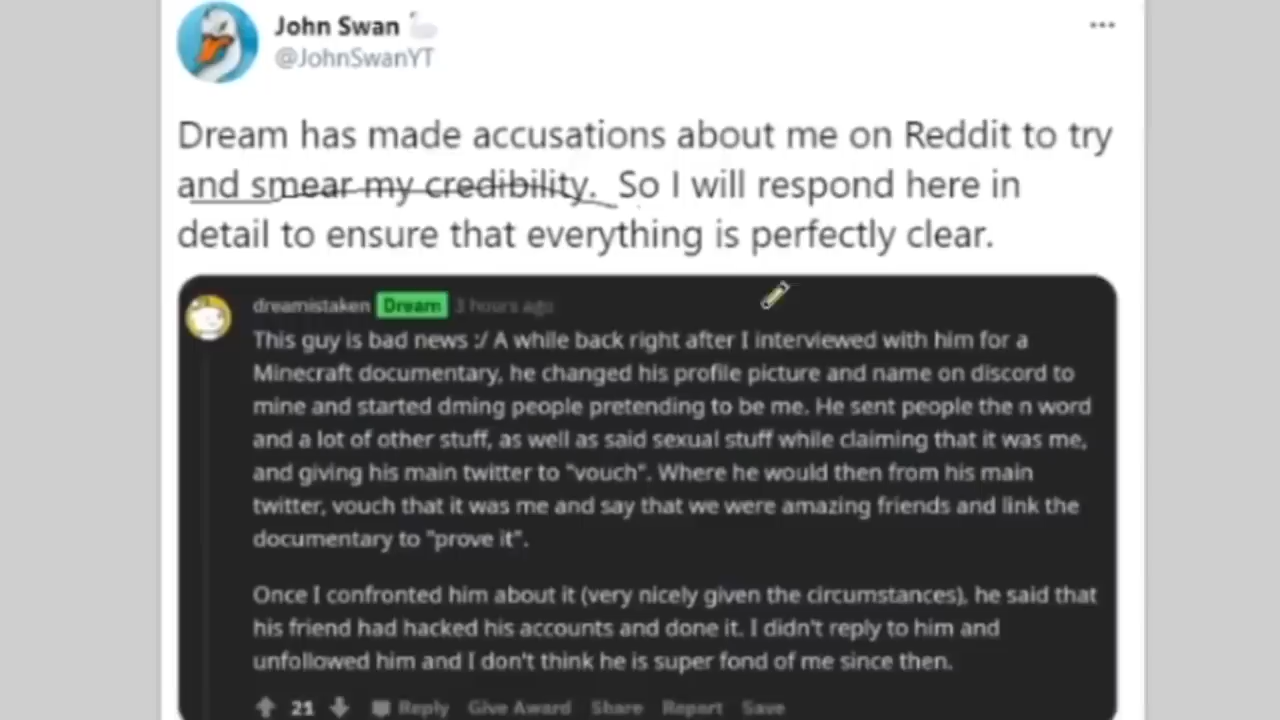 John Swan
@JohnSwanYT
Dream has made accusations about me on Reddit to try
and smear my credibility. So I will respond here in
detail to ensure that everything is perfectly clear.
dreamistaken Dream 3 hours ago
This guy is bad news :/ A while back right after I interviewed with him for a
Minecraft documentary, he changed his profile picture and name on discord to
mine and started dming people pretending to be me. He sent people the n word
and a lot of other stuff, as well as said sexual stuff while claiming that it was me,
and giving his main twitter to "vouch". Where he would then from his main
twitter, vouch that it was me and say that we were amazing friends and link the
documentary to "prove it".
Once I confronted him about it (very nicely given the circumstances), he said that
his friend had hacked his accounts and done it. I didn't reply to him and
unfollowed him and I don't think he is super fond of me since then.
21 Reply Give Award Share Report Save